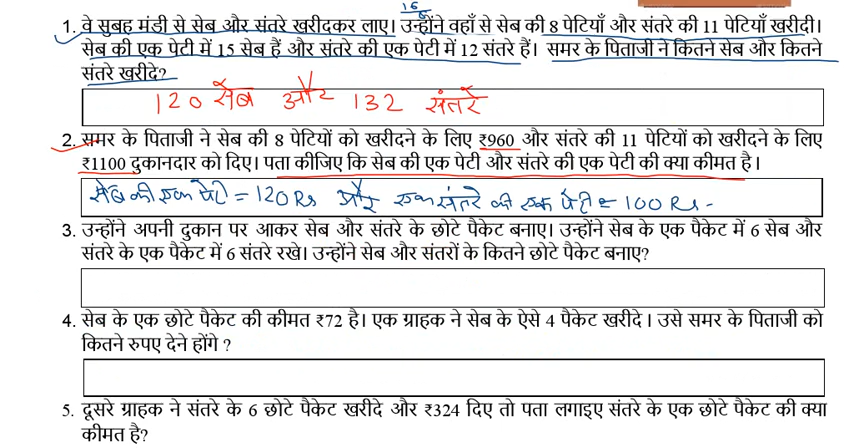 1. वे सुबह मंडी से सेब और संतरे खरीदकर लाए। उन्होंने वहाँ से सेब की 8 पेटियाँ और संतरे की 11 पेटियाँ खरीदी।
सेब की एक पेटी में 15 सेब हैं और संतरे की एक पेटी में 12 संतरे हैं। समर के पिताजी ने कितने सेब और कितने
संतरे खरीदे?
120 सेब और 132 संतरे
2. समर के पिताजी ने सेब की 8 पेटियों को खरीदने के लिए ₹960 और संतरे की 11 पेटियों को खरीदने के लिए
₹1100 दुकानदार को दिए। पता कीजिए कि सेब की एक पेटी और संतरे की एक पेटी की क्या कीमत है।
सेब की एक पेटी = 120 Rs और एक संतरे की एक पेटी = 100 Rs.
3. उन्होंने अपनी दुकान पर आकर सेब और संतरे के छोटे पैकेट बनाए। उन्होंने सेब के एक पैकेट में 6 सेब और
संतरे के एक पैकेट में 6 संतरे रखे। उन्होंने सेब और संतरों के कितने छोटे पैकेट बनाए?
4. सेब के एक छोटे पैकेट की कीमत ₹72 है। एक ग्राहक ने सेब के ऐसे 4 पैकेट खरीदे । उसे समर के पिताजी को
कितने रुपए देने होंगे ?
5. दूसरे ग्राहक ने संतरे के 6 छोटे पैकेट खरीदे और ₹324 दिए तो पता लगाइए संतरे के एक छोटे पैकेट की क्या
कीमत है?